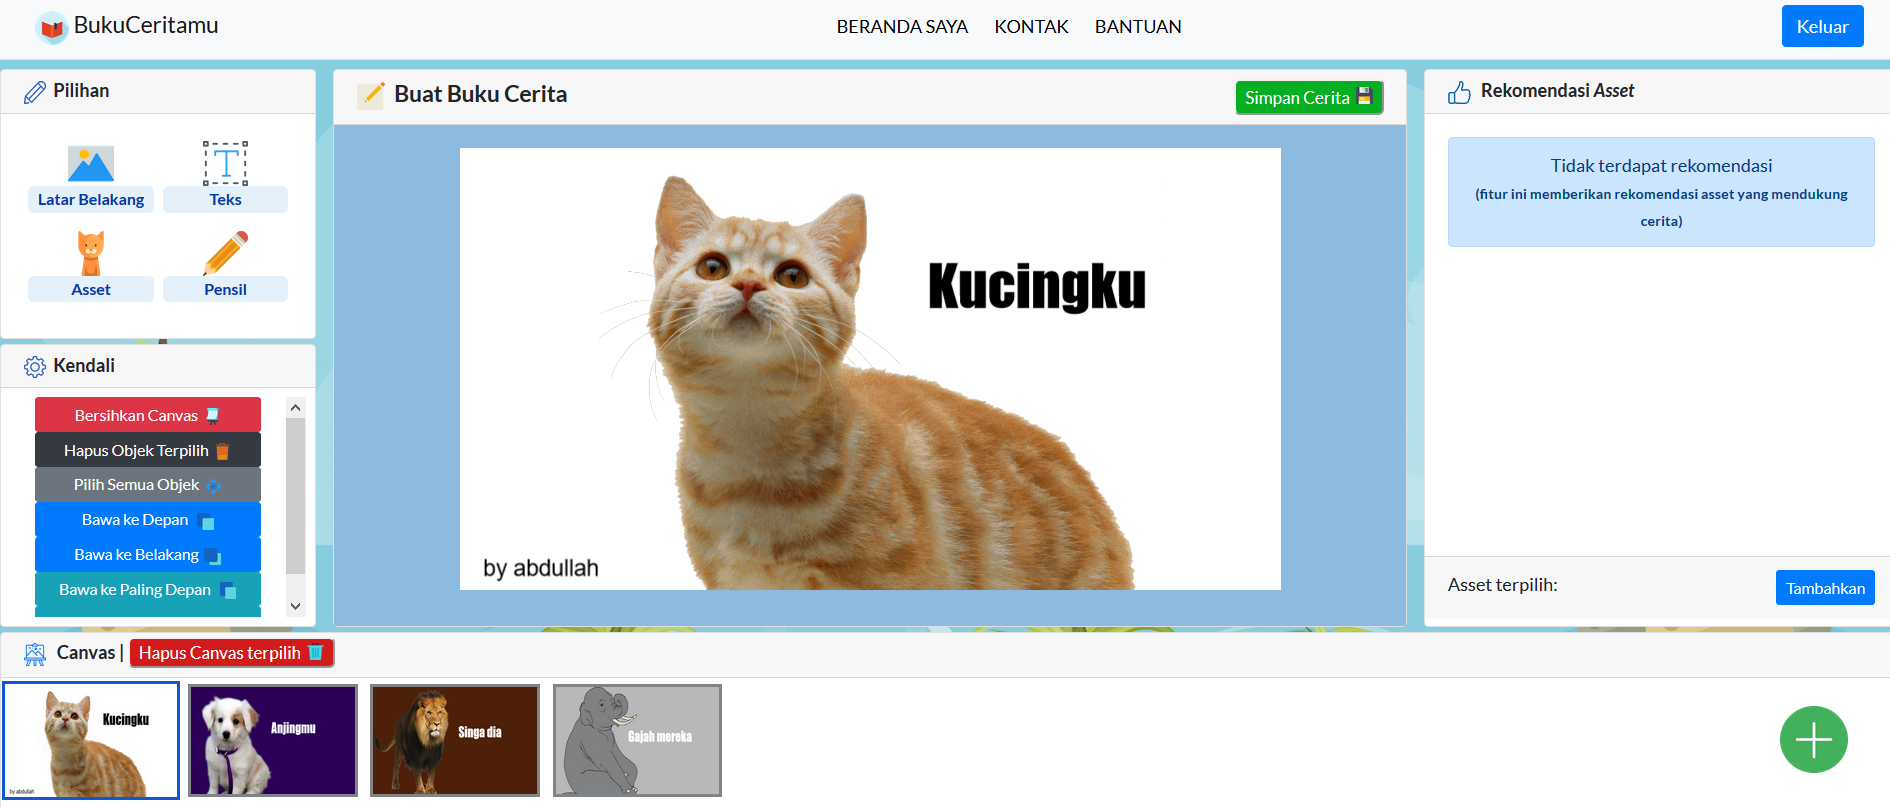 BukuCeritamu
BERANDA SAYA
KONTAK
BANTUAN
Keluar
Pilihan
Latar Belakang
Teks
Asset
Pensil
Kendali
Bersihkan Canvas
Hapus Objek Terpilih
Pilih Semua Objek
Bawa ke Depan
Bawa ke Belakang
Bawa ke Paling Depan
Buat Buku Cerita
Simpan Cerita
Kucingku
by abdullah
Rekomendasi Asset
Tidak terdapat rekomendasi
(fitur ini memberikan rekomendasi asset yang mendukung
cerita)
Asset terpilih:
Tambahkan
Canvas |
Hapus Canvas terpilih
Kucingku
by abdullah
Anjingmu
Singa dia
Gajah mereka